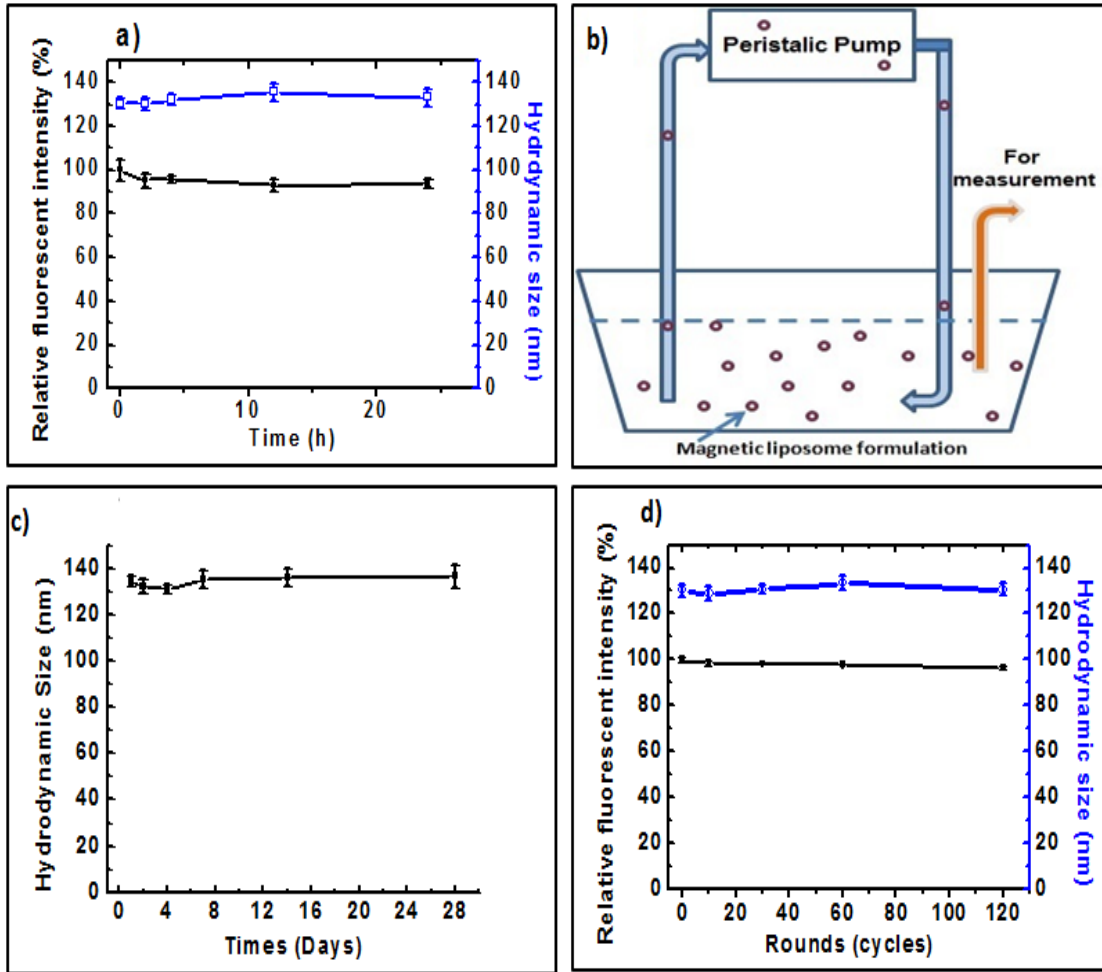 a)
Relative fluorescent intensity (%)
140
120
100
80
60
40
20
0
140
120
100
80
60
40
20
0
Hydrdynamic size (nm)
0 10 20
Time (h)
b)
Peristalic Pump
For
measurement
Magnetic liposome formulation
c)
Hydrodynamic Size (nm)
140
120
100
80
60
40
20
0
0 4 8 12 16 20 24 28
Times (Days)
d)
Relative fluorescent intensity (%)
140
120
100
80
60
40
20
0
140
120
100
80
60
40
20
0
Hydrodynamic size (nm)
0 20 40 60 80 100 120
Rounds (cycles)